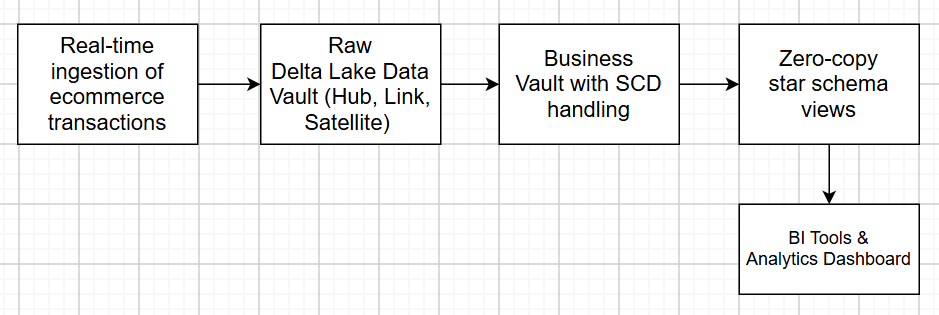 Real-time
ingestion of
ecommerce
transactions
Raw
Delta Lake Data
Vault (Hub, Link,
Satellite)
Business
Vault with SCD
handling
Zero-copy
star schema
views
BI Tools &
Analytics Dashboard